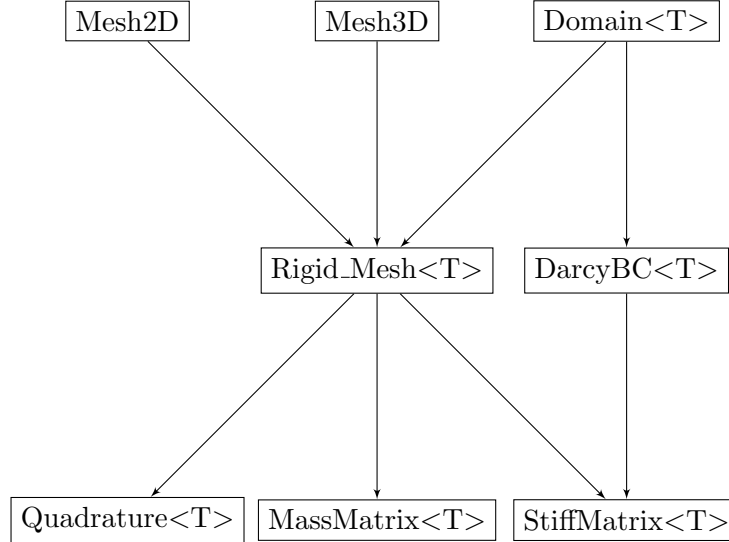 Mesh2D
Mesh3D
Domain<T>
Rigid_Mesh<T>
DarcyBC<T>
Quadrature<T>
MassMatrix<T>
StiffMatrix<T>